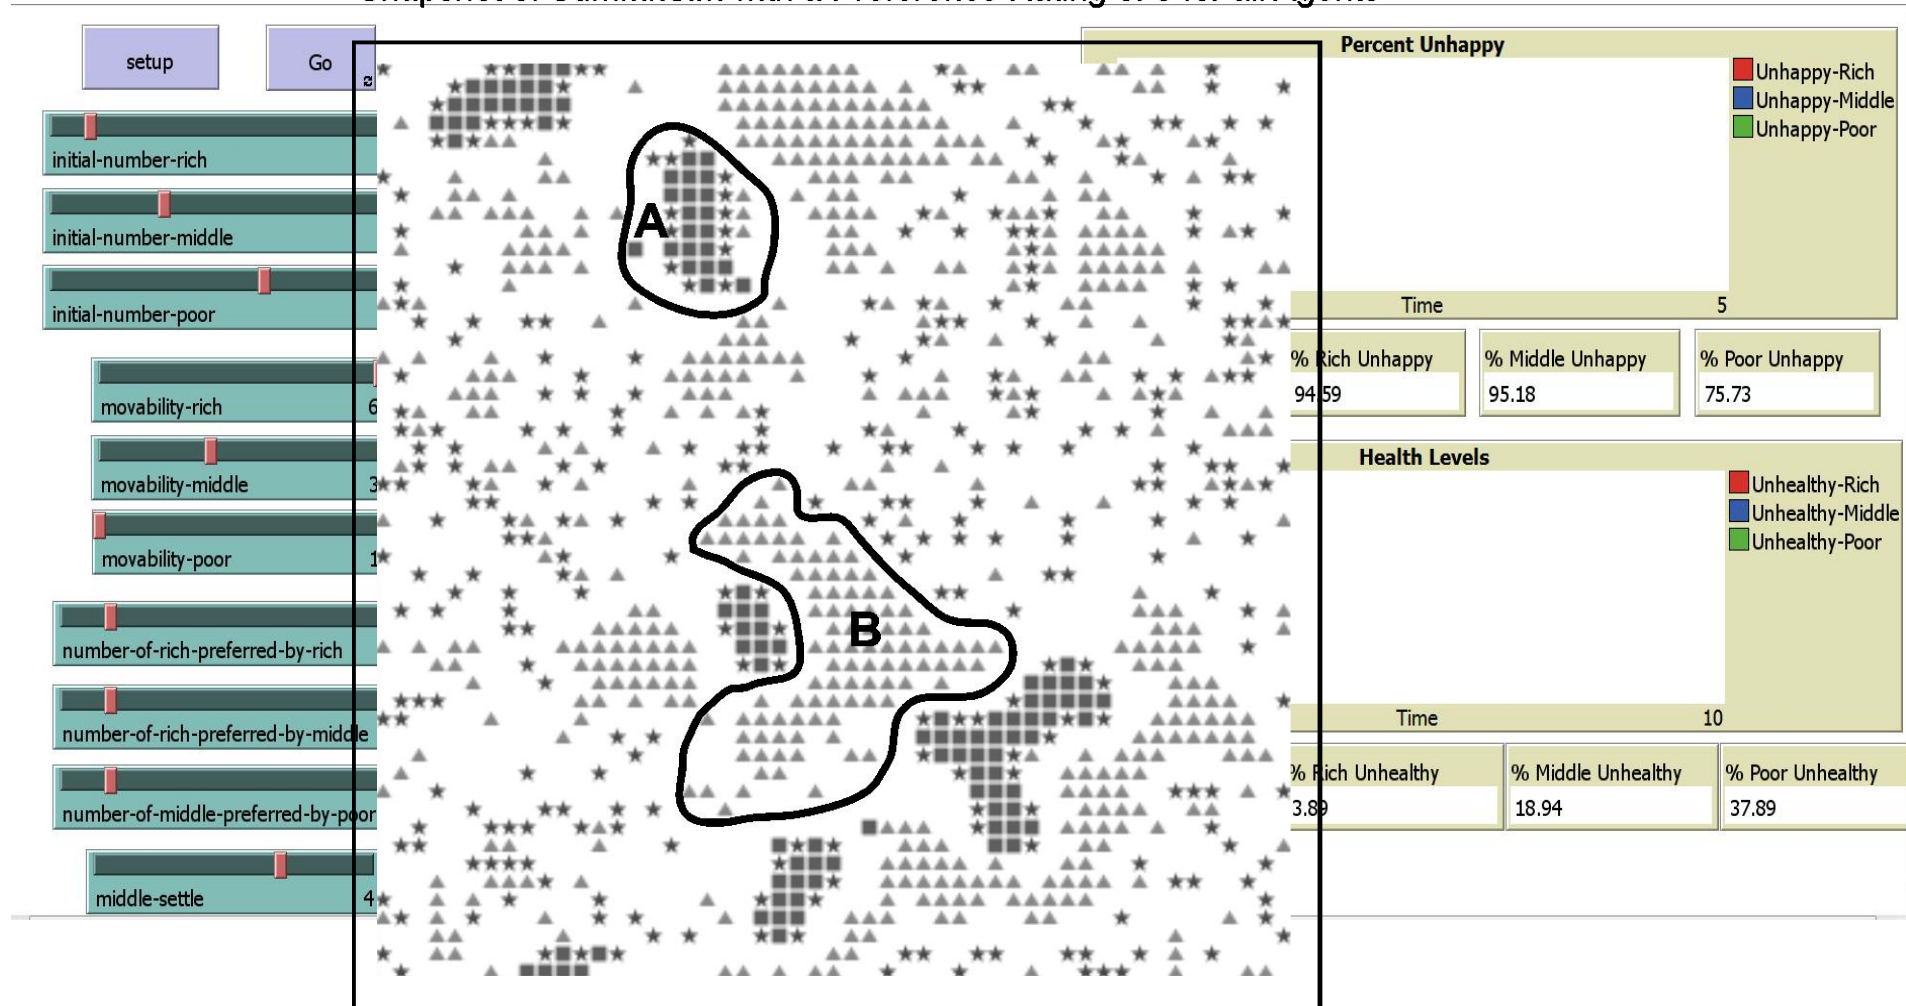 setup
Go
initial-number-rich
initial-number-middle
initial-number-poor
movability-rich
6
movability-middle
3
movability-poor
1
number-of-rich-preferred-by-rich
number-of-rich-preferred-by-middle
number-of-middle-preferred-by-poor
middle-settle
4
A
B
Percent Unhappy
Unhappy-Rich
Unhappy-Middle
Unhappy-Poor
Time
5
% Rich Unhappy
94.59
% Middle Unhappy
95.18
% Poor Unhappy
75.73
Health Levels
Unhealthy-Rich
Unhealthy-Middle
Unhealthy-Poor
Time
10
% Rich Unhealthy
3.89
% Middle Unhealthy
18.94
% Poor Unhealthy
37.89